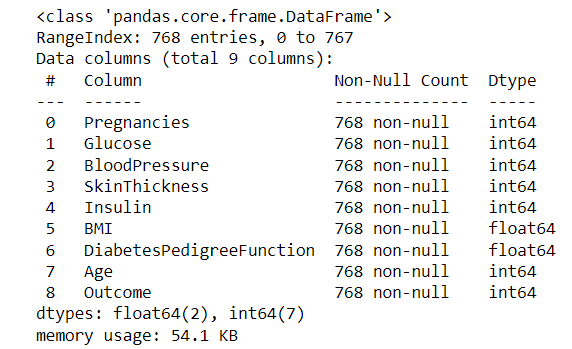 <class 'pandas.core.frame.DataFrame'>
RangeIndex: 768 entries, 0 to 767
Data columns (total 9 columns):
 #   Column                    Non-Null Count  Dtype
---  ------                    --------------  -----
 0   Pregnancies               768 non-null    int64
 1   Glucose                   768 non-null    int64
 2   BloodPressure             768 non-null    int64
 3   SkinThickness             768 non-null    int64
 4   Insulin                   768 non-null    int64
 5   BMI                       768 non-null    float64
 6   DiabetesPedigreeFunction  768 non-null    float64
 7   Age                       768 non-null    int64
 8   Outcome                   768 non-null    int64
dtypes: float64(2), int64(7)
memory usage: 54.1 KB